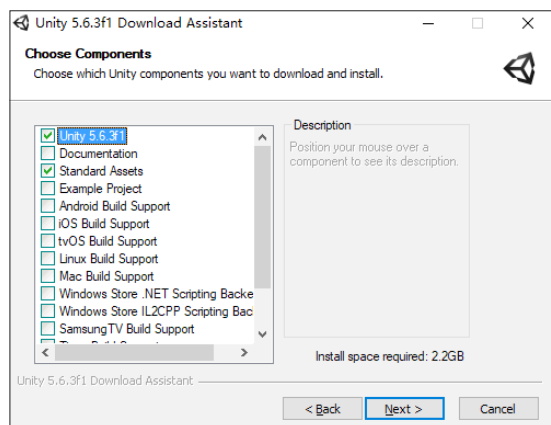 Unity 5.6.3f1 Download Assistant
Choose Components
Choose which Unity components you want to download and install.
Unity 5.6.3f1
Documentation
Standard Assets
Example Project
Android Build Support
iOS Build Support
tvOS Build Support
Linux Build Support
Mac Build Support
Windows Store .NET Scripting Backe
Windows Store IL2CPP Scripting Bac
SamsungTV Build Support
Description
Position your mouse over a
component to see its description.
Install space required: 2.2GB
Unity 5.6.3f1 Download Assistant
< Back
Next >
Cancel